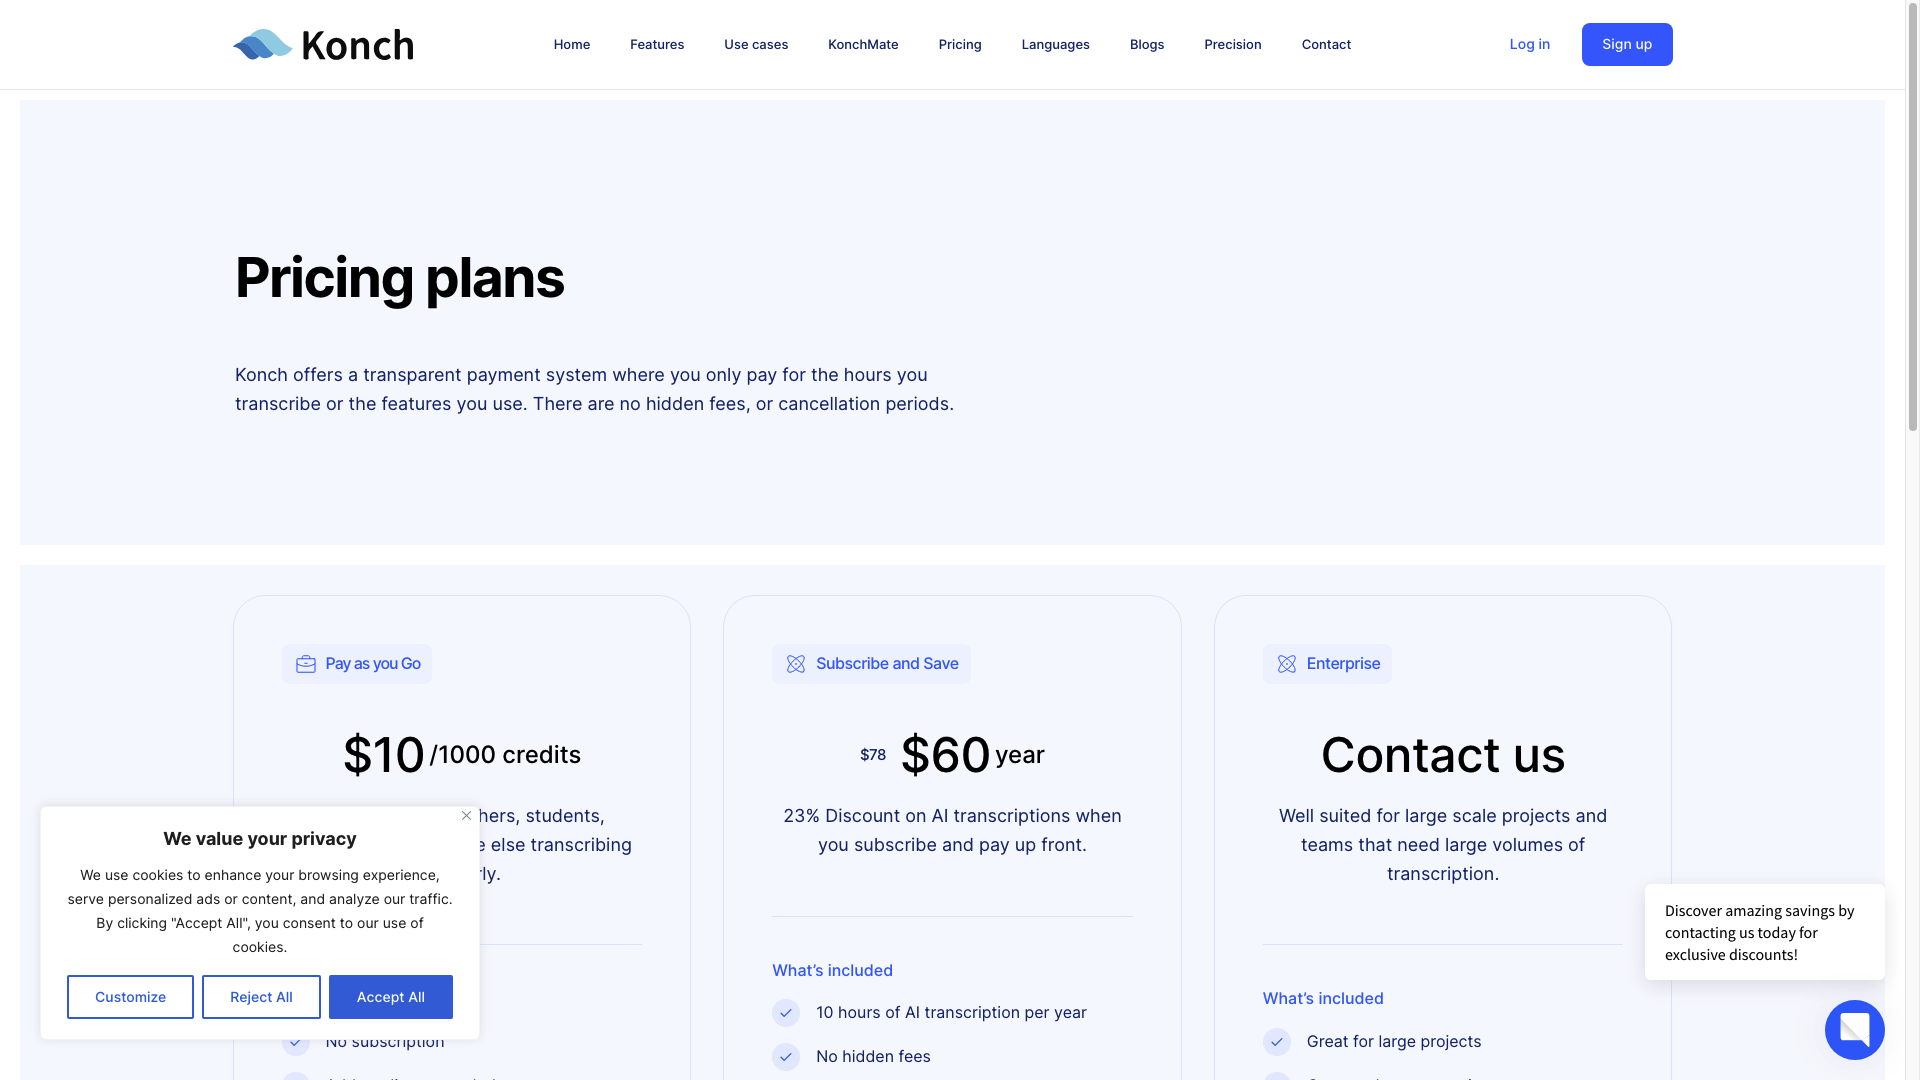 Konch
Home
Features
Use cases
KonchMate
Pricing
Languages
Blogs
Precision
Contact
Log in
Sign up
Pricing plans
Konch offers a transparent payment system where you only pay for the hours you
transcribe or the features you use. There are no hidden fees, or cancellation periods.
Pay as you Go
$10 /1000 credits
hers, students,
e else transcribing
rly.
No subscription
Subscribe and Save
$78 $60 year
23% Discount on AI transcriptions when
you subscribe and pay up front.
What's included
10 hours of AI transcription per year
No hidden fees
Enterprise
Contact us
Well suited for large scale projects and
teams that need large volumes of
transcription.
What's included
Great for large projects
We value your privacy
We use cookies to enhance your browsing experience,
serve personalized ads or content, and analyze our traffic.
By clicking "Accept All", you consent to our use of
cookies.
Customize
Reject All
Accept All
Discover amazing savings by
contacting us today for
exclusive discounts!